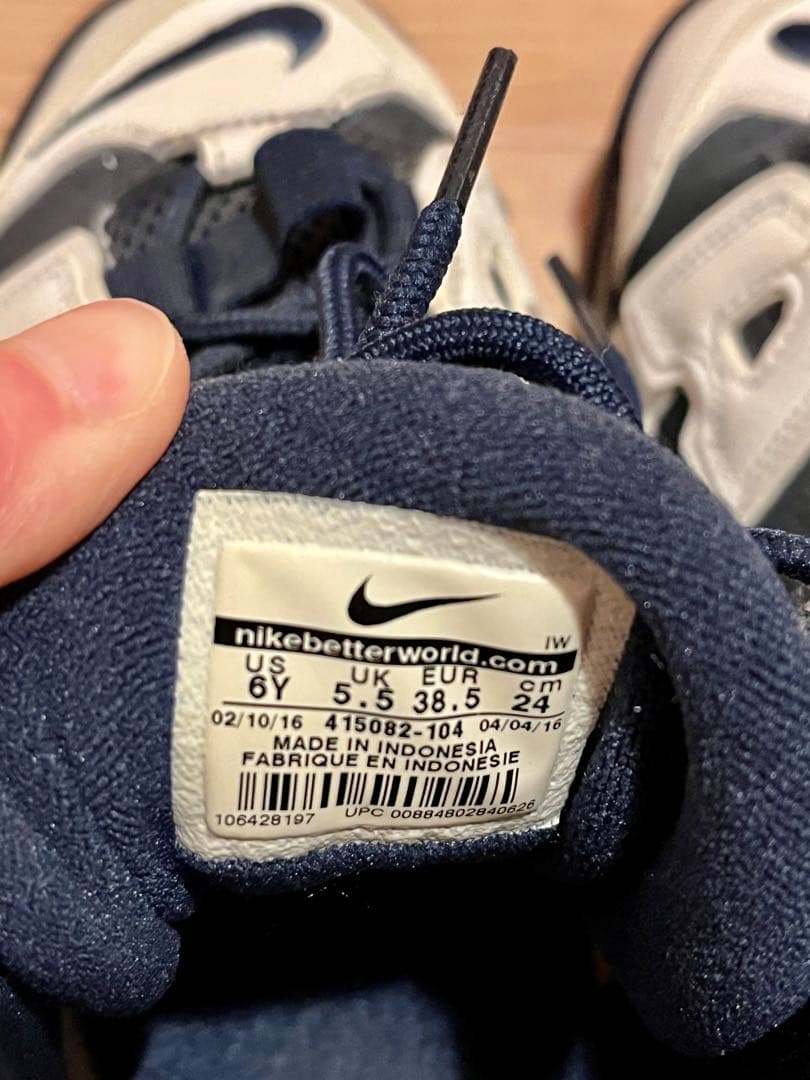 nikebetterworld.com
IW
US UK EUR cm
6Y 5.5 38.5 24
02/10/16 415082-104 04/04/16
MADE IN INDONESIA
FABRIQUE EN INDONESIE
106428197 UPC 00884802840626